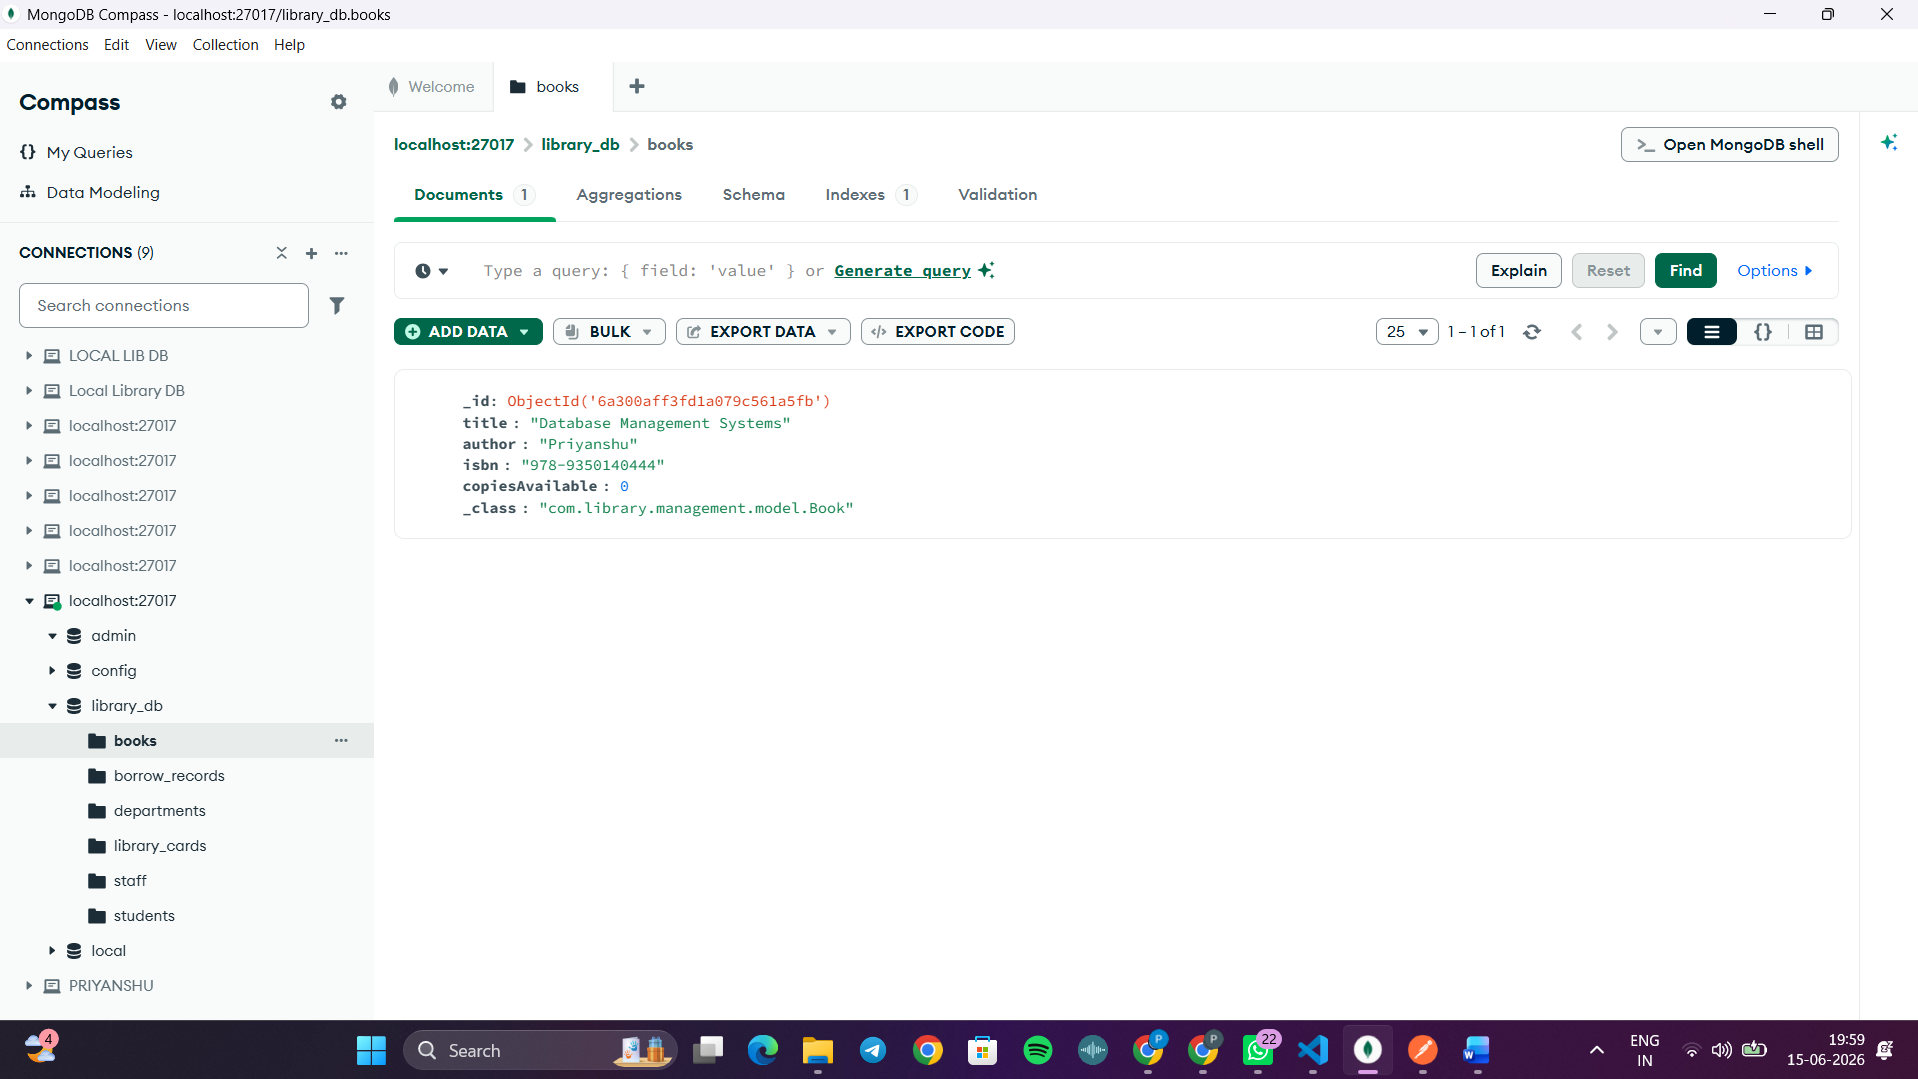 MongoDB Compass - localhost:27017/library_db.books
Connections Edit View Collection Help
Compass
My Queries
Data Modeling
CONNECTIONS (9)
Search connections
LOCAL LIB DB
Local Library DB
localhost:27017
localhost:27017
localhost:27017
localhost:27017
localhost:27017
localhost:27017
admin
config
library_db
books
borrow_records
departments
library_cards
staff
students
local
PRIYANSHU
Welcome books
localhost:27017 library_db books
>_ Open MongoDB shell
Documents 1 Aggregations Schema Indexes 1 Validation
Type a query: { field: 'value' } or Generate query
Explain Reset Find Options
ADD DATA BULK EXPORT DATA EXPORT CODE
25 1 – 1 of 1
_id: ObjectId('6a300aff3fd1a079c561a5fb')
title : "Database Management Systems"
author : "Priyanshu"
isbn : "978-9350140444"
copiesAvailable : 0
_class : "com.library.management.model.Book"
4
Search
P
P
22
W
ENG
IN
19:59
15-06-2026